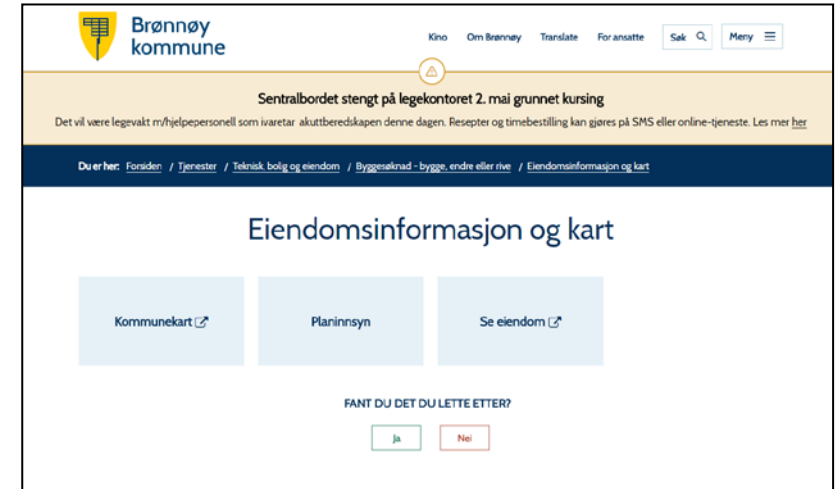 Brønnøy
kommune
Kino Om Brønnøy Translate For ansatte Søk Meny
Sentralbordet stengt på legekontoret 2. mai grunnet kursing
Det vil være legevakt m/hjelpepersonell som ivaretar akuttberedskapen denne dagen. Resepter og timebestilling kan gjøres på SMS eller online-tjeneste. Les mer her
Du er her: Forsiden / Tjenester / Teknisk, bolig og eiendom / Byggesøknad - bygge, endre eller rive / Eiendomsinformasjon og kart
Eiendomsinformasjon og kart
Kommunekart Planinnsyn Se eiendom
FANT DU DET DU LETTE ETTER?
Ja Nei